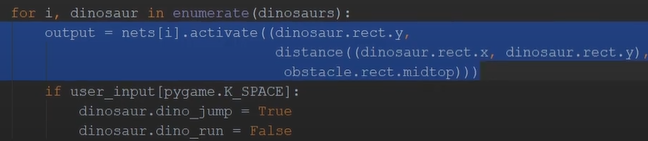 for i, dinosaur in enumerate(dinosaurs):
    output = nets[i].activate((dinosaur.rect.y,
                               distance((dinosaur.rect.x, dinosaur.rect.y),
                                obstacle.rect.midtop)))
    if user_input[pygame.K_SPACE]:
        dinosaur.dino_jump = True
        dinosaur.dino_run = False